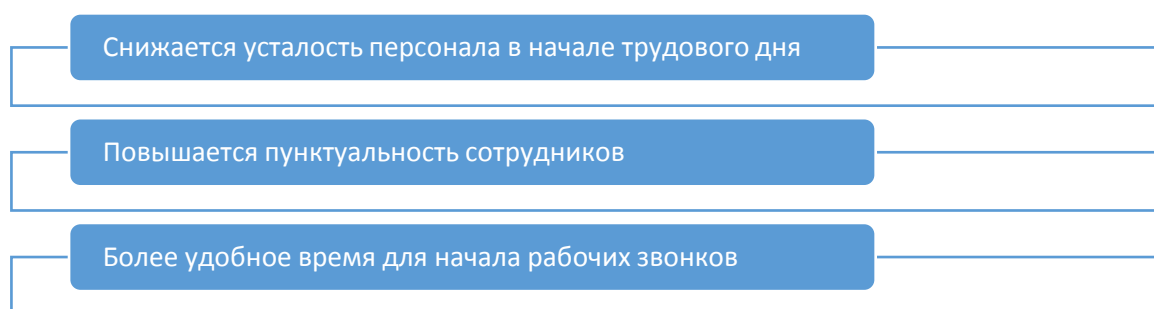 Снижается усталость персонала в начале трудового дня
Повышается пунктуальность сотрудников
Более удобное время для начала рабочих звонков